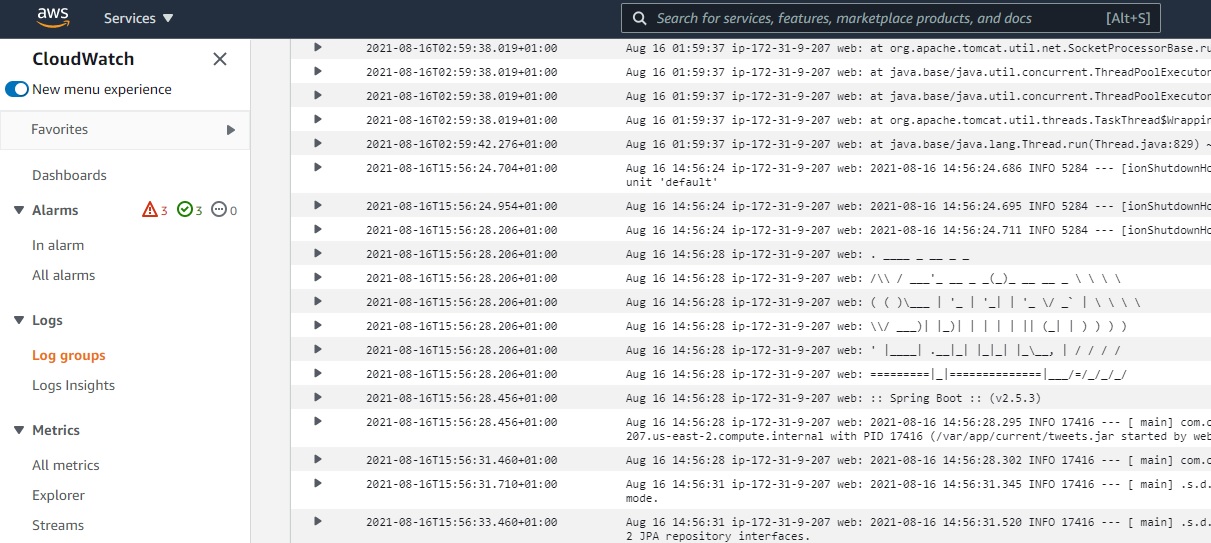 aws Services Search for services, features, marketplace products, and docs [Alt+S]
CloudWatch
New menu experience
Favorites
Dashboards
Alarms 3 3 0
In alarm
All alarms
Logs
Log groups
Logs Insights
Metrics
All metrics
Explorer
Streams
2021-08-16T02:59:38.019+01:00 Aug 16 01:59:37 ip-172-31-9-207 web: at org.apache.tomcat.util.net.SocketProcessorBase.ru
2021-08-16T02:59:38.019+01:00 Aug 16 01:59:37 ip-172-31-9-207 web: at java.base/java.util.concurrent.ThreadPoolExecutor
2021-08-16T02:59:38.019+01:00 Aug 16 01:59:37 ip-172-31-9-207 web: at java.base/java.util.concurrent.ThreadPoolExecutor
2021-08-16T02:59:38.019+01:00 Aug 16 01:59:37 ip-172-31-9-207 web: at org.apache.tomcat.util.threads.TaskThread$Wrappin
2021-08-16T02:59:42.276+01:00 Aug 16 01:59:37 ip-172-31-9-207 web: at java.base/java.lang.Thread.run(Thread.java:829) ~
2021-08-16T15:56:24.704+01:00 Aug 16 14:56:24 ip-172-31-9-207 web: 2021-08-16 14:56:24.686 INFO 5284 --- [ionShutdownHo
unit 'default'
2021-08-16T15:56:24.954+01:00 Aug 16 14:56:24 ip-172-31-9-207 web: 2021-08-16 14:56:24.695 INFO 5284 --- [ionShutdownHo
2021-08-16T15:56:28.206+01:00 Aug 16 14:56:24 ip-172-31-9-207 web: 2021-08-16 14:56:24.711 INFO 5284 --- [ionShutdownHo
2021-08-16T15:56:28.206+01:00 Aug 16 14:56:28 ip-172-31-9-207 web: . ____ _ __ _ _
2021-08-16T15:56:28.206+01:00 Aug 16 14:56:28 ip-172-31-9-207 web: /\\ / ___'_ __ _ _(_)_ __ __ _ \ \ \ \
2021-08-16T15:56:28.206+01:00 Aug 16 14:56:28 ip-172-31-9-207 web: ( ( )\___ | '_ | '_| | '_ \/ _` | \ \ \ \
2021-08-16T15:56:28.206+01:00 Aug 16 14:56:28 ip-172-31-9-207 web: \\/ ___)| |_)| | | | | || (_| | ) ) ) )
2021-08-16T15:56:28.206+01:00 Aug 16 14:56:28 ip-172-31-9-207 web: ' |____| .__|_| |_|_| |_\__, | / / / /
2021-08-16T15:56:28.206+01:00 Aug 16 14:56:28 ip-172-31-9-207 web: =========|_|==============|___/=/_/_/_/
2021-08-16T15:56:28.456+01:00 Aug 16 14:56:28 ip-172-31-9-207 web: :: Spring Boot :: (v2.5.3)
2021-08-16T15:56:28.456+01:00 Aug 16 14:56:28 ip-172-31-9-207 web: 2021-08-16 14:56:28.295 INFO 17416 --- [ main] com.c
207.us-east-2.compute.internal with PID 17416 (/var/app/current/tweets.jar started by web
2021-08-16T15:56:31.460+01:00 Aug 16 14:56:28 ip-172-31-9-207 web: 2021-08-16 14:56:28.302 INFO 17416 --- [ main] com.c
2021-08-16T15:56:31.710+01:00 Aug 16 14:56:31 ip-172-31-9-207 web: 2021-08-16 14:56:31.345 INFO 17416 --- [ main] .s.d.
mode.
2021-08-16T15:56:33.460+01:00 Aug 16 14:56:31 ip-172-31-9-207 web: 2021-08-16 14:56:31.520 INFO 17416 --- [ main] .s.d.
2 JPA repository interfaces.